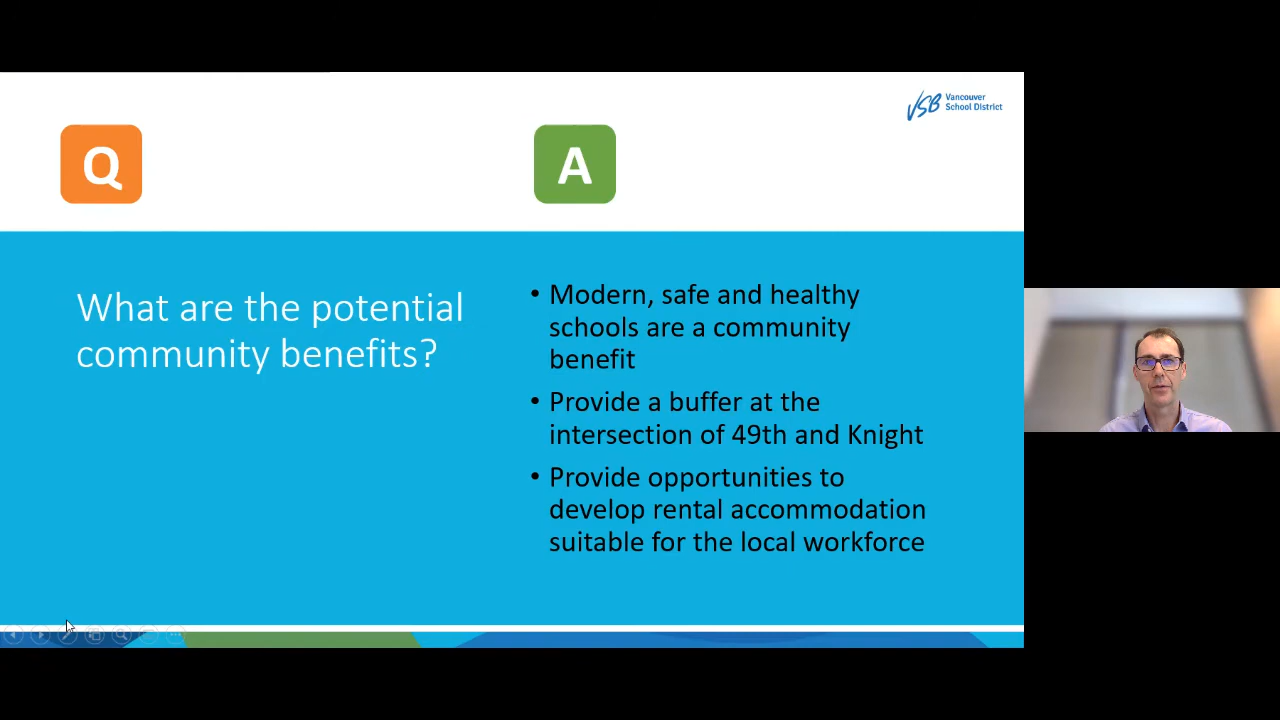 VSB Vancouver
School District
Q
A
What are the potential
community benefits?
• Modern, safe and healthy
schools are a community
benefit
• Provide a buffer at the
intersection of 49th and Knight
• Provide opportunities to
develop rental accommodation
suitable for the local workforce